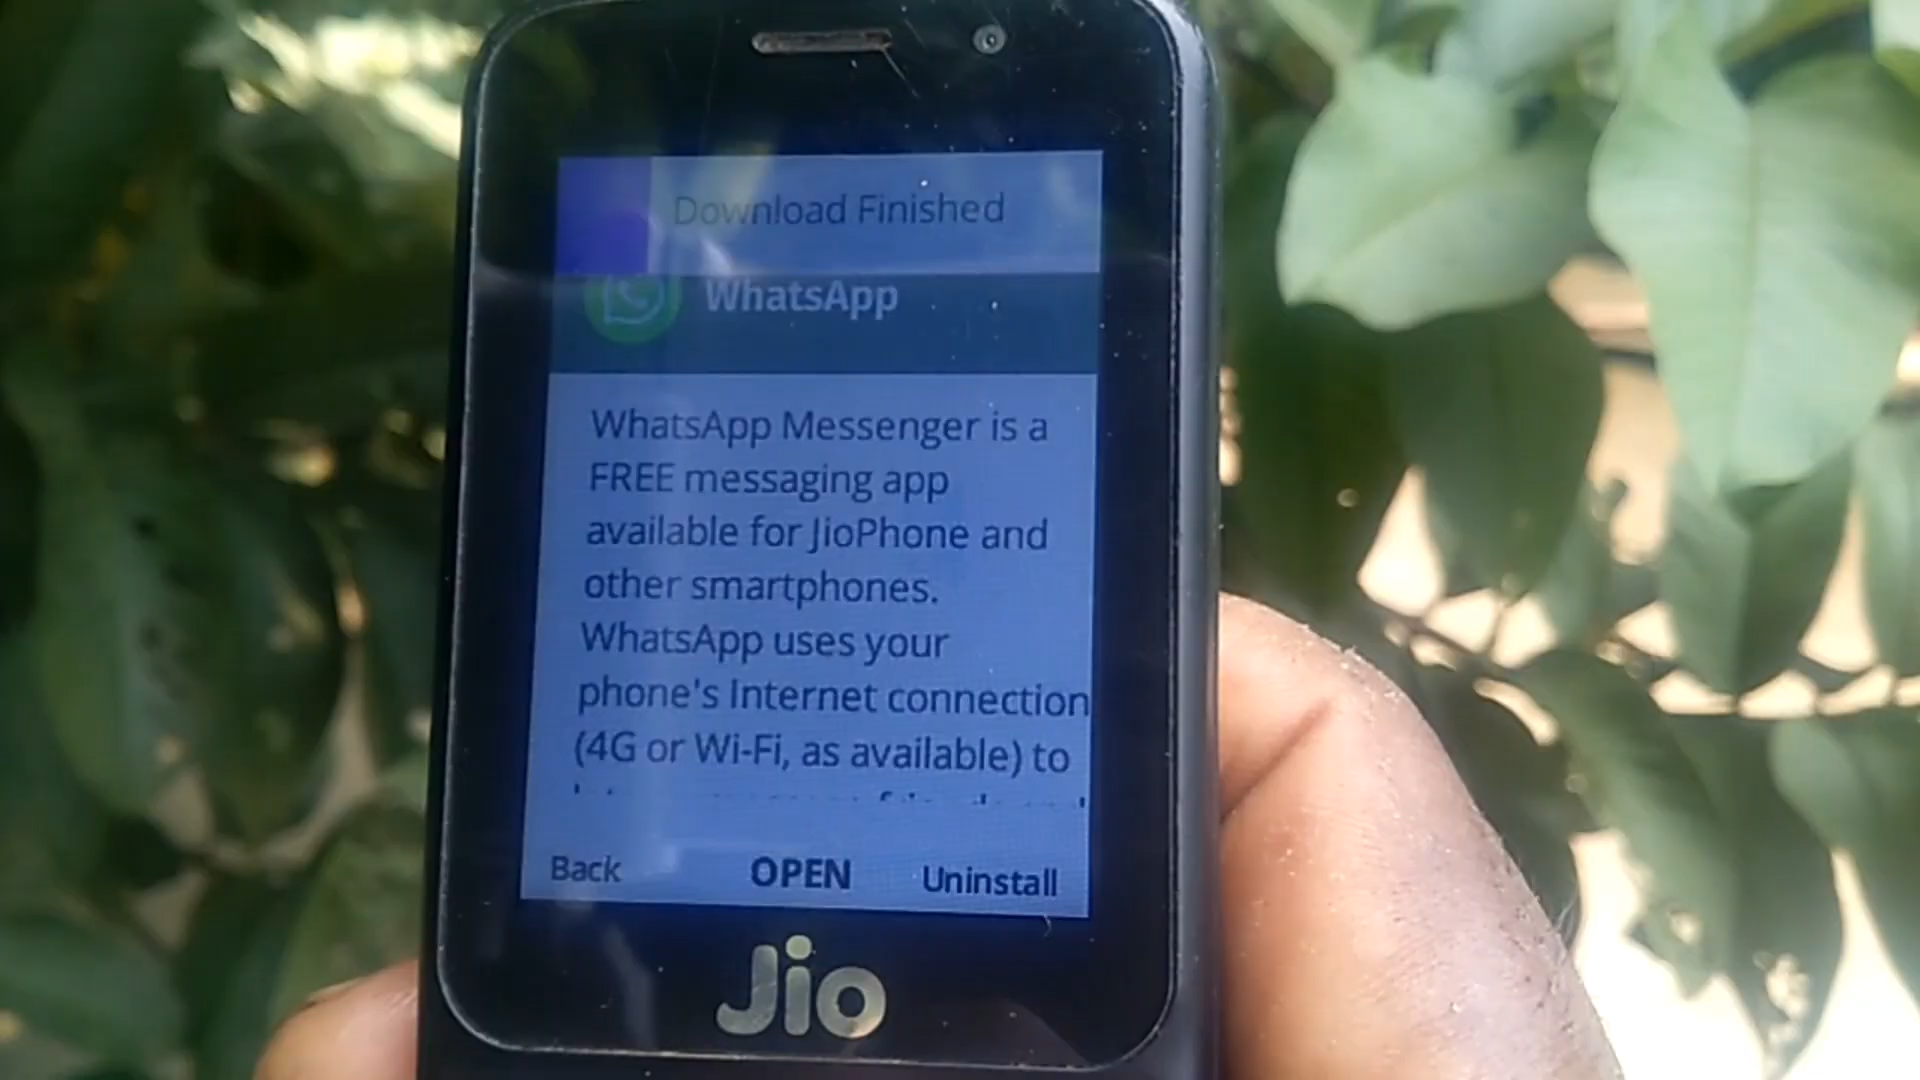 Download Finished
WhatsApp
WhatsApp Messenger is a
FREE messaging app
available for JioPhone and
other smartphones.
WhatsApp uses your
phone's Internet connection
(4G or Wi-Fi, as available) to
Back OPEN Uninstall
Jio